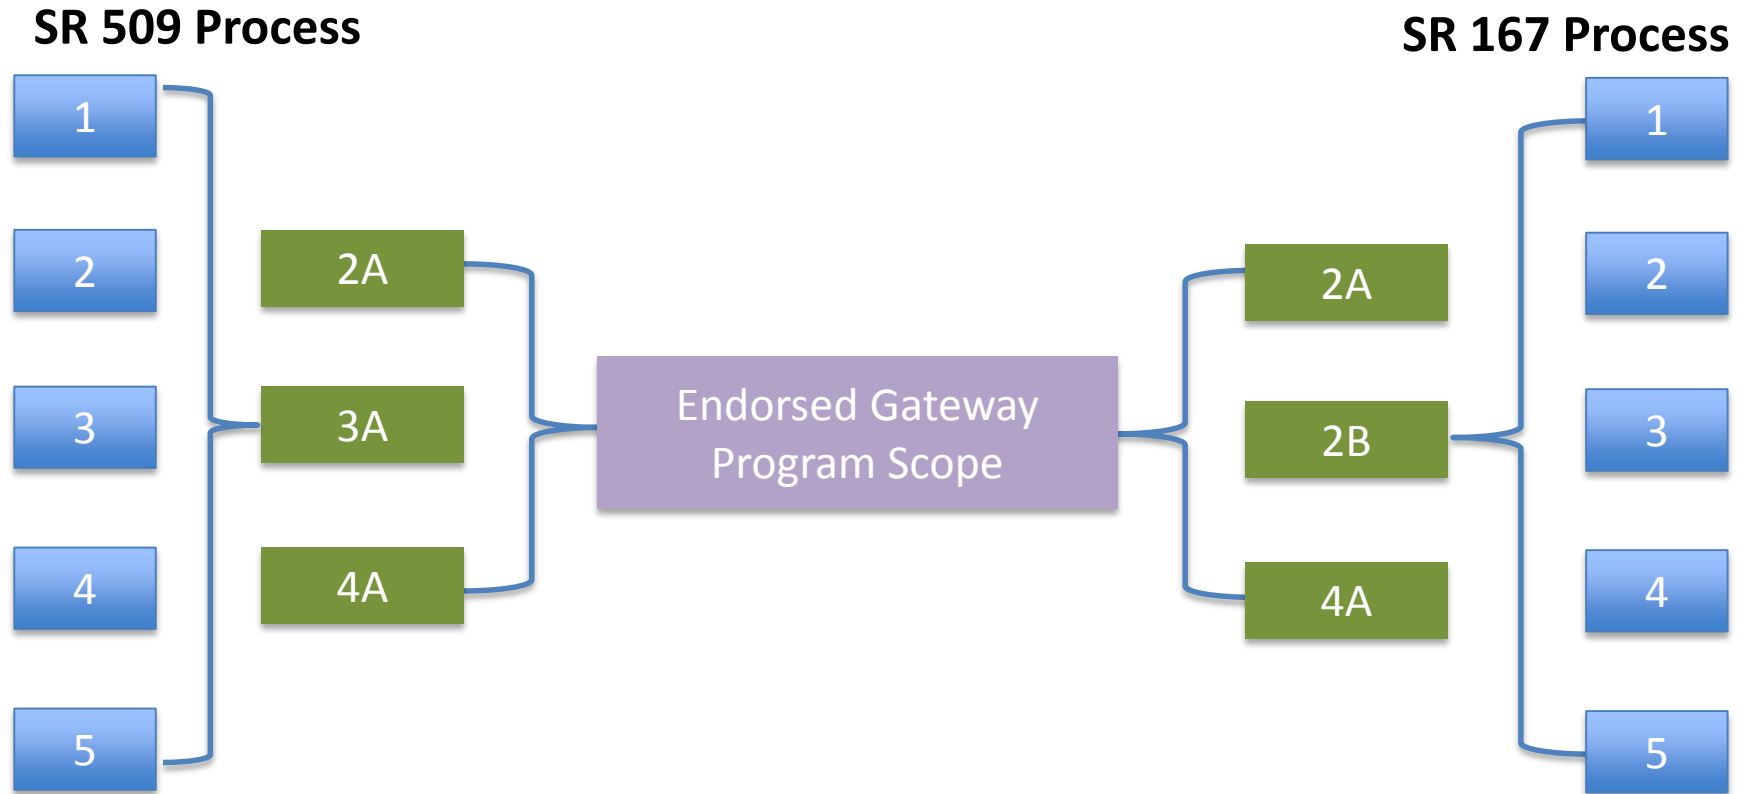 SR 509 Process
SR 167 Process
1
2
3
4
5
2A
3A
4A
Endorsed Gateway
Program Scope
2A
2B
4A
1
2
3
4
5